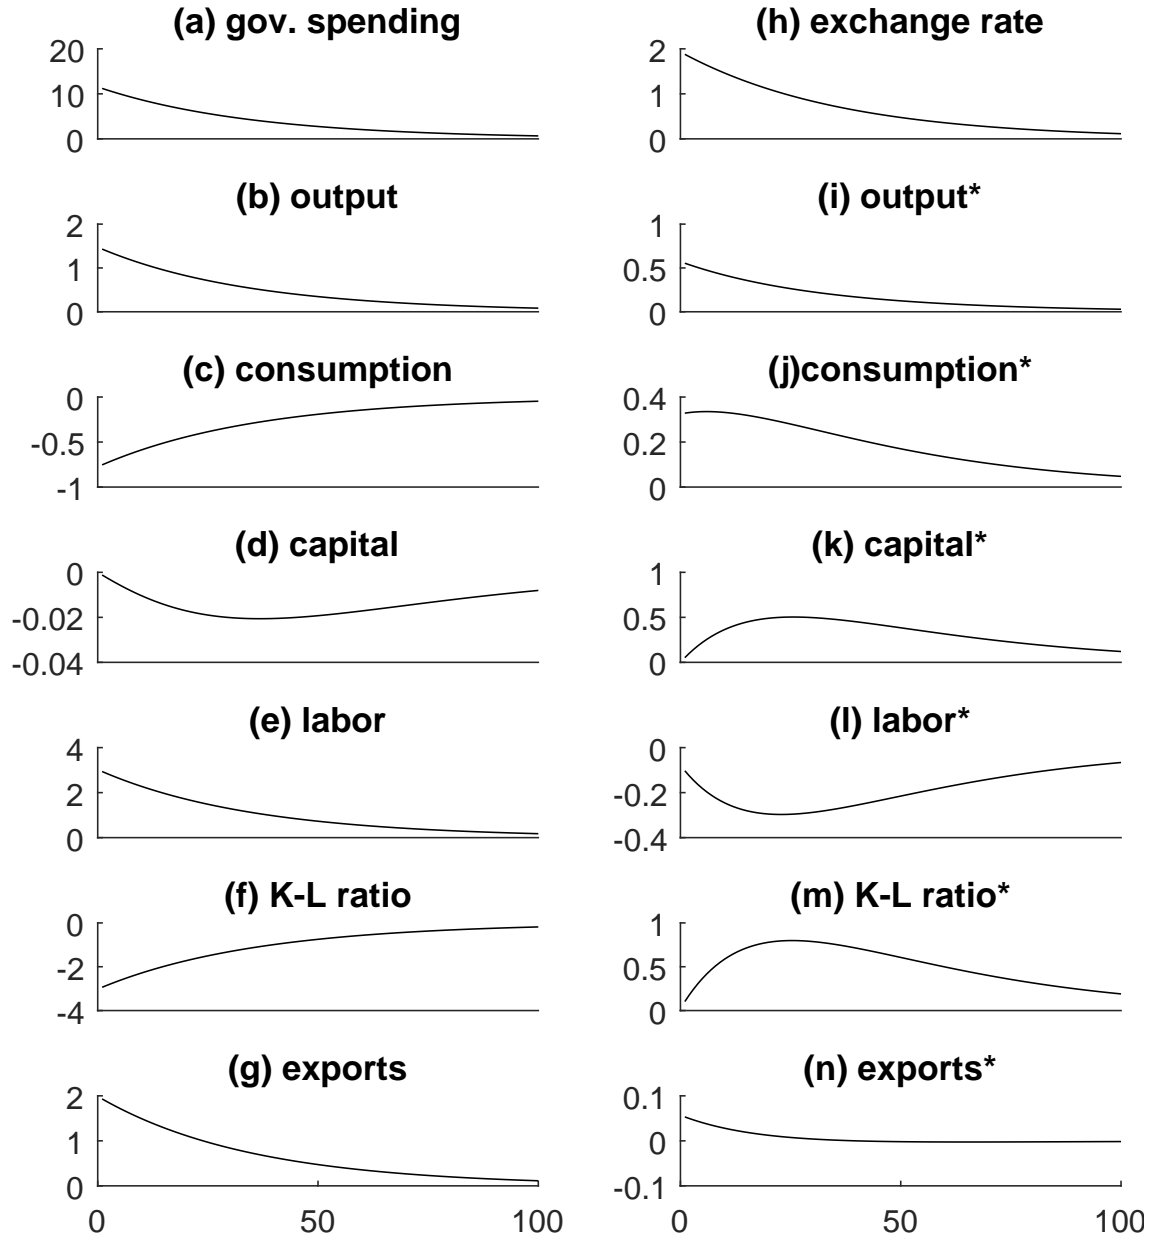 (a) gov. spending
20
10
0
(b) output
2
1
0
(c) consumption
0
-0.5
-1
(d) capital
0
-0.02
-0.04
(e) labor
4
2
0
(f) K-L ratio
0
-2
-4
(g) exports
2
1
0
0 50 100
(h) exchange rate
2
1
0
(i) output*
1
0.5
0
(j)consumption*
0.4
0.2
0
(k) capital*
1
0.5
0
(l) labor*
0
-0.2
-0.4
(m) K-L ratio*
1
0.5
0
(n) exports*
0.1
0
-0.1
0 50 100